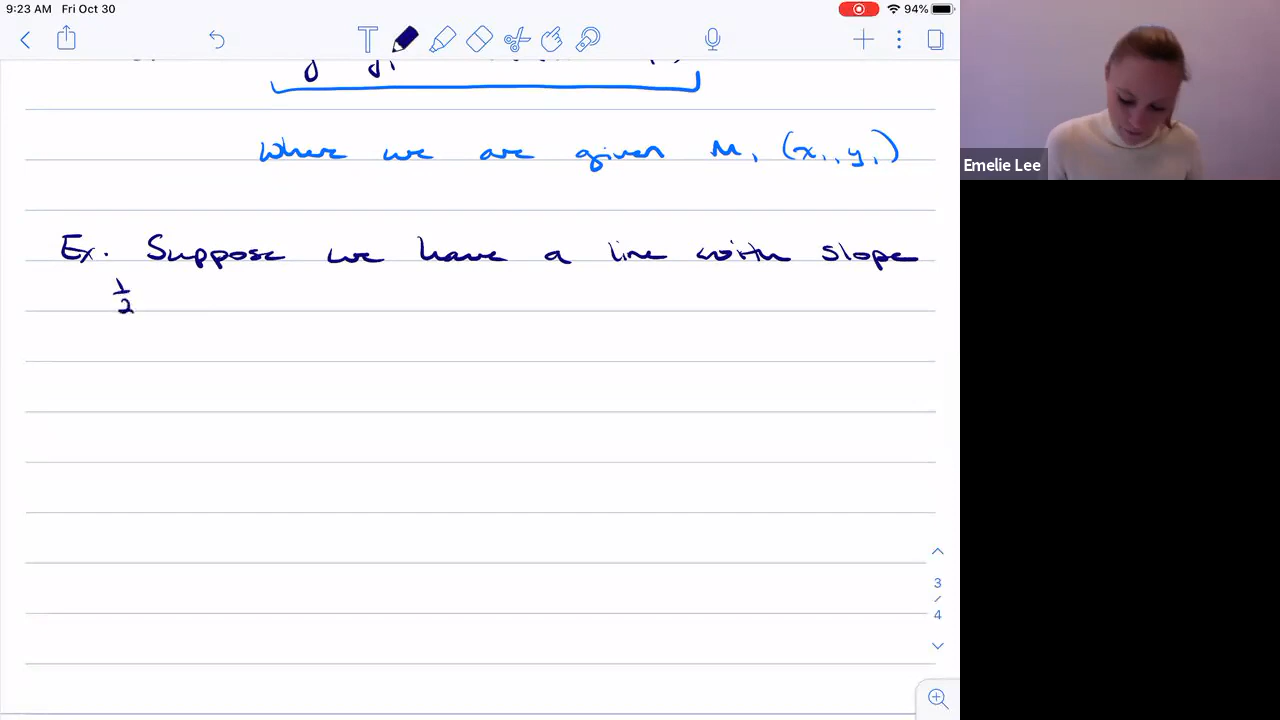 9:23 AM Fri Oct 30
94%
T
where we are given m, (x₁, y₁)
Emelie Lee
Ex. Suppose we have a line with slope
1/2
3
/
4